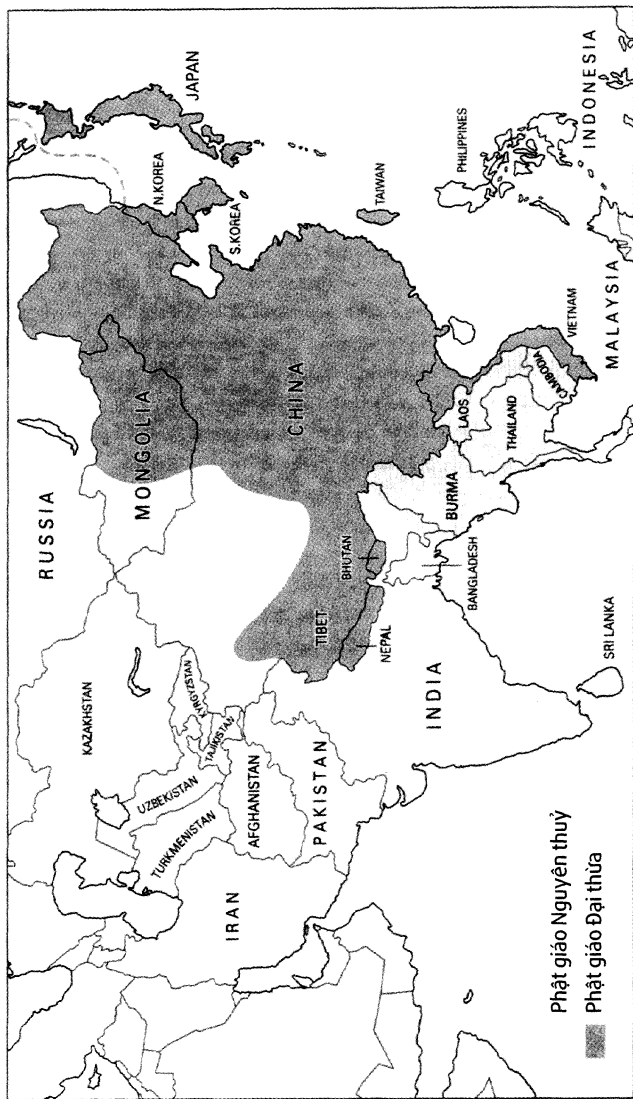 RUSSIA
KAZAKHSTAN
MONGOLIA
JAPAN
N.KOREA
S.KOREA
UZBEKISTAN
KYRGYZSTAN
TURKMENISTAN
TAJIKISTAN
CHINA
AFGHANISTAN
IRAN
PAKISTAN
TIBET
NEPAL
BHUTAN
TAIWAN
INDIA
BANGLADESH
BURMA
LAOS
THAILAND
CAMBODIA
VIETNAM
PHILIPPINES
SRI LANKA
MALAYSIA
INDONESIA
Phật giáo Nguyên thuỷ
Phật giáo Đại thừa